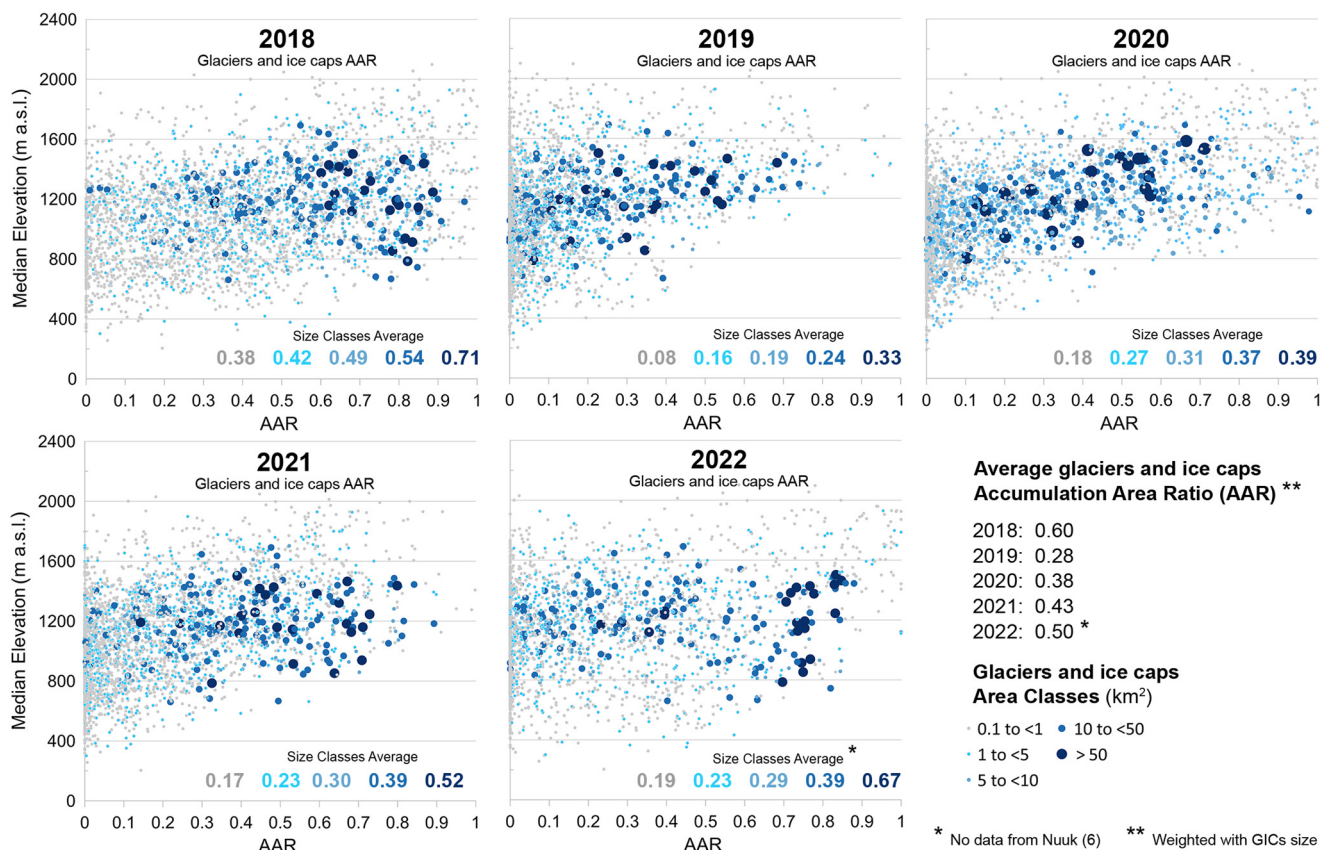 2018
Glaciers and ice caps AAR
Median Elevation (m a.s.l.)
2400
2000
1600
1200
800
400
0
Size Classes Average
0.38 0.42 0.49 0.54 0.71
0 0.1 0.2 0.3 0.4 0.5 0.6 0.7 0.8 0.9 1
AAR
2019
Glaciers and ice caps AAR
Size Classes Average
0.08 0.16 0.19 0.24 0.33
0 0.1 0.2 0.3 0.4 0.5 0.6 0.7 0.8 0.9 1
AAR
2020
Glaciers and ice caps AAR
Size Classes Average
0.18 0.27 0.31 0.37 0.39
0 0.1 0.2 0.3 0.4 0.5 0.6 0.7 0.8 0.9 1
AAR
2021
Glaciers and ice caps AAR
Median Elevation (m a.s.l.)
2400
2000
1600
1200
800
400
0
Size Classes Average
0.17 0.23 0.30 0.39 0.52
0 0.1 0.2 0.3 0.4 0.5 0.6 0.7 0.8 0.9 1
AAR
2022
Glaciers and ice caps AAR
Size Classes Average *
0.19 0.23 0.29 0.39 0.67
0 0.1 0.2 0.3 0.4 0.5 0.6 0.7 0.8 0.9 1
AAR
Average glaciers and ice caps
Accumulation Area Ratio (AAR) **
2018: 0.60
2019: 0.28
2020: 0.38
2021: 0.43
2022: 0.50 *
Glaciers and ice caps
Area Classes (km²)
0.1 to <1
10 to <50
1 to <5
> 50
5 to <10
* No data from Nuuk (6) ** Weighted with GICs size